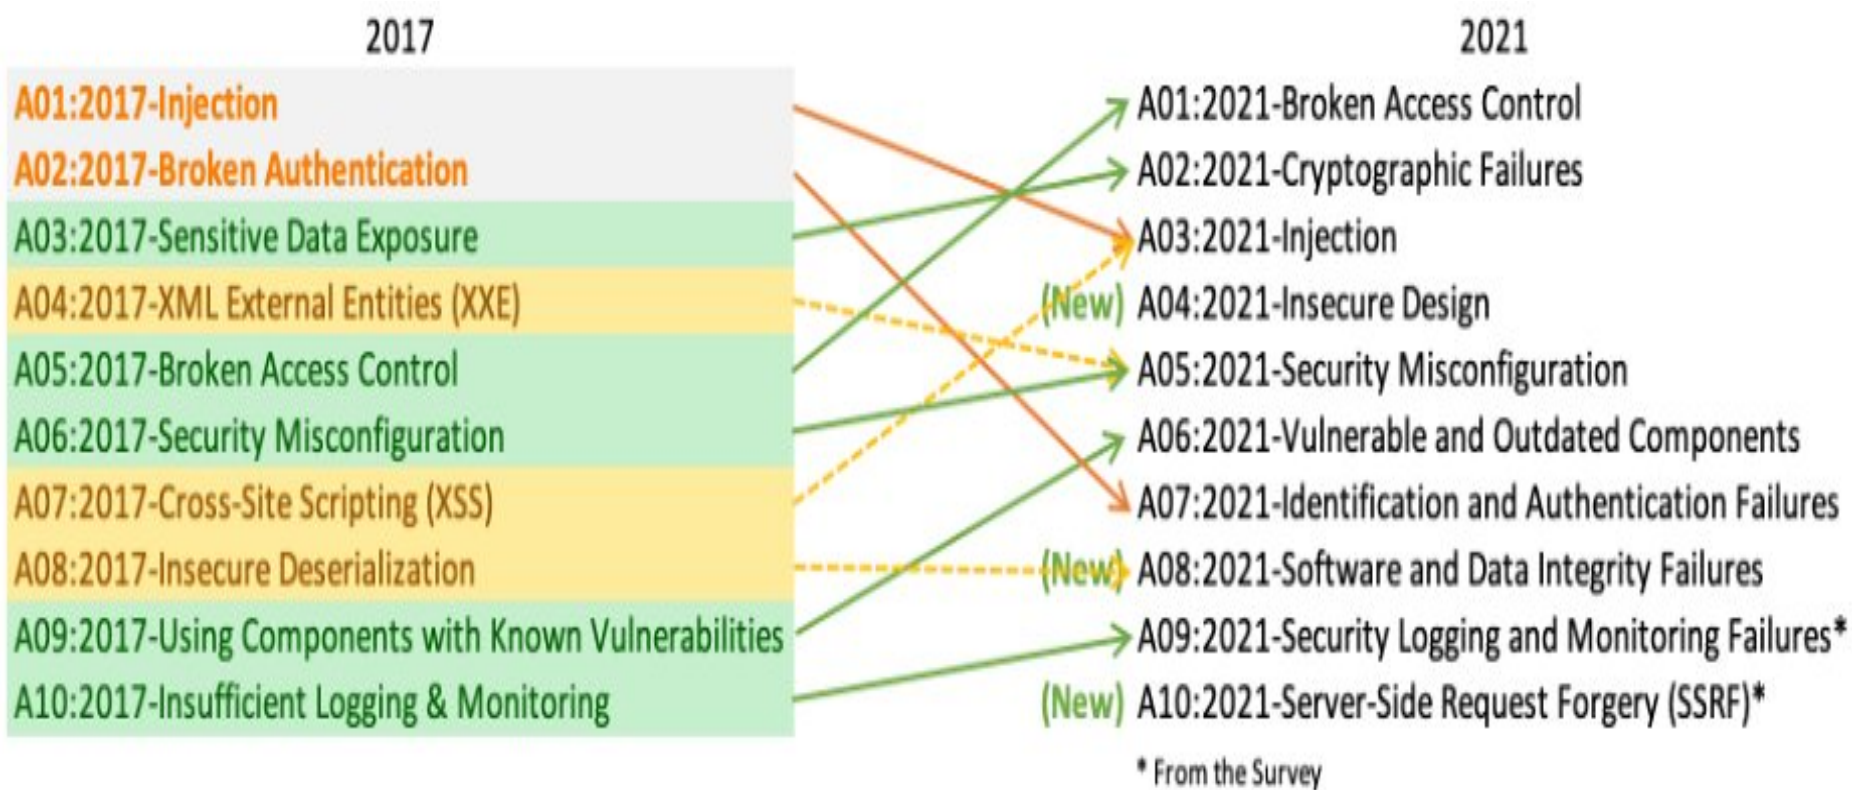 2017
A01:2017-Injection
A02:2017-Broken Authentication
A03:2017-Sensitive Data Exposure
A04:2017-XML External Entities (XXE)
A05:2017-Broken Access Control
A06:2017-Security Misconfiguration
A07:2017-Cross-Site Scripting (XSS)
A08:2017-Insecure Deserialization
A09:2017-Using Components with Known Vulnerabilities
A10:2017-Insufficient Logging & Monitoring
2021
A01:2021-Broken Access Control
A02:2021-Cryptographic Failures
A03:2021-Injection
(New) A04:2021-Insecure Design
A05:2021-Security Misconfiguration
A06:2021-Vulnerable and Outdated Components
A07:2021-Identification and Authentication Failures
(New) A08:2021-Software and Data Integrity Failures
A09:2021-Security Logging and Monitoring Failures*
(New) A10:2021-Server-Side Request Forgery (SSRF)*
* From the Survey